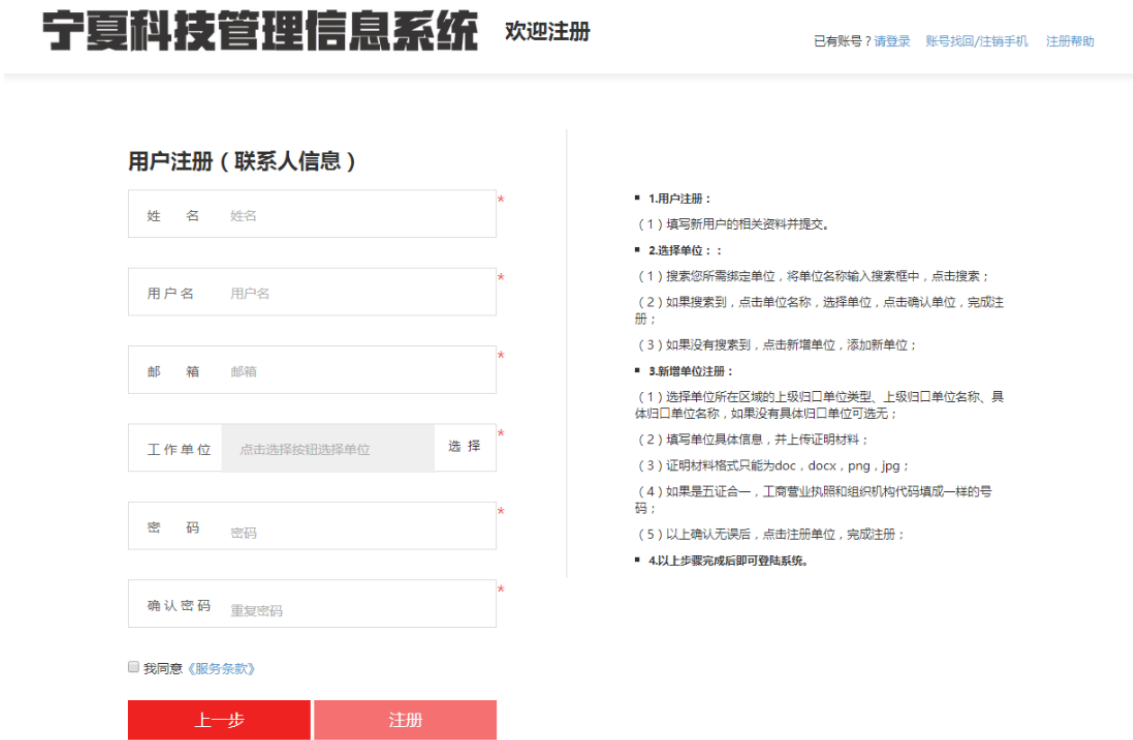 宁夏科技管理信息系统 欢迎注册
已有账号？请登录 账号找回/注销手机 注册帮助
用户注册（联系人信息）
姓 名 姓名 *
用户名 用户名 *
邮 箱 邮箱 *
工作单位 点击选择按钮选择单位 选 择 *
密 码 密码 *
确认密码 重复密码 *
我同意《服务条款》
上一步 注册
1.用户注册：
（1）填写新用户的相关资料并提交。
2.选择单位：：
（1）搜素您所需绑定单位，将单位名称输入搜素框中，点击搜素；
（2）如果搜素到，点击单位名称，选择单位，点击确认单位，完成注
册；
（3）如果没有搜素到，点击新增单位，添加新单位；
3.新增单位注册：
（1）选择单位所在区域的上级归口单位类型、上级归口单位名称、具
体归口单位名称，如果没有具体归口单位可选无；
（2）填写单位具体信息，并上传证明材料；
（3）证明材料格式只能为doc，docx，png，jpg；
（4）如果是五证合一，工商营业执照和组织机构代码填成一样的号
码；
（5）以上确认无误后，点击注册单位，完成注册；
4.以上步骤完成后即可登陆系统。